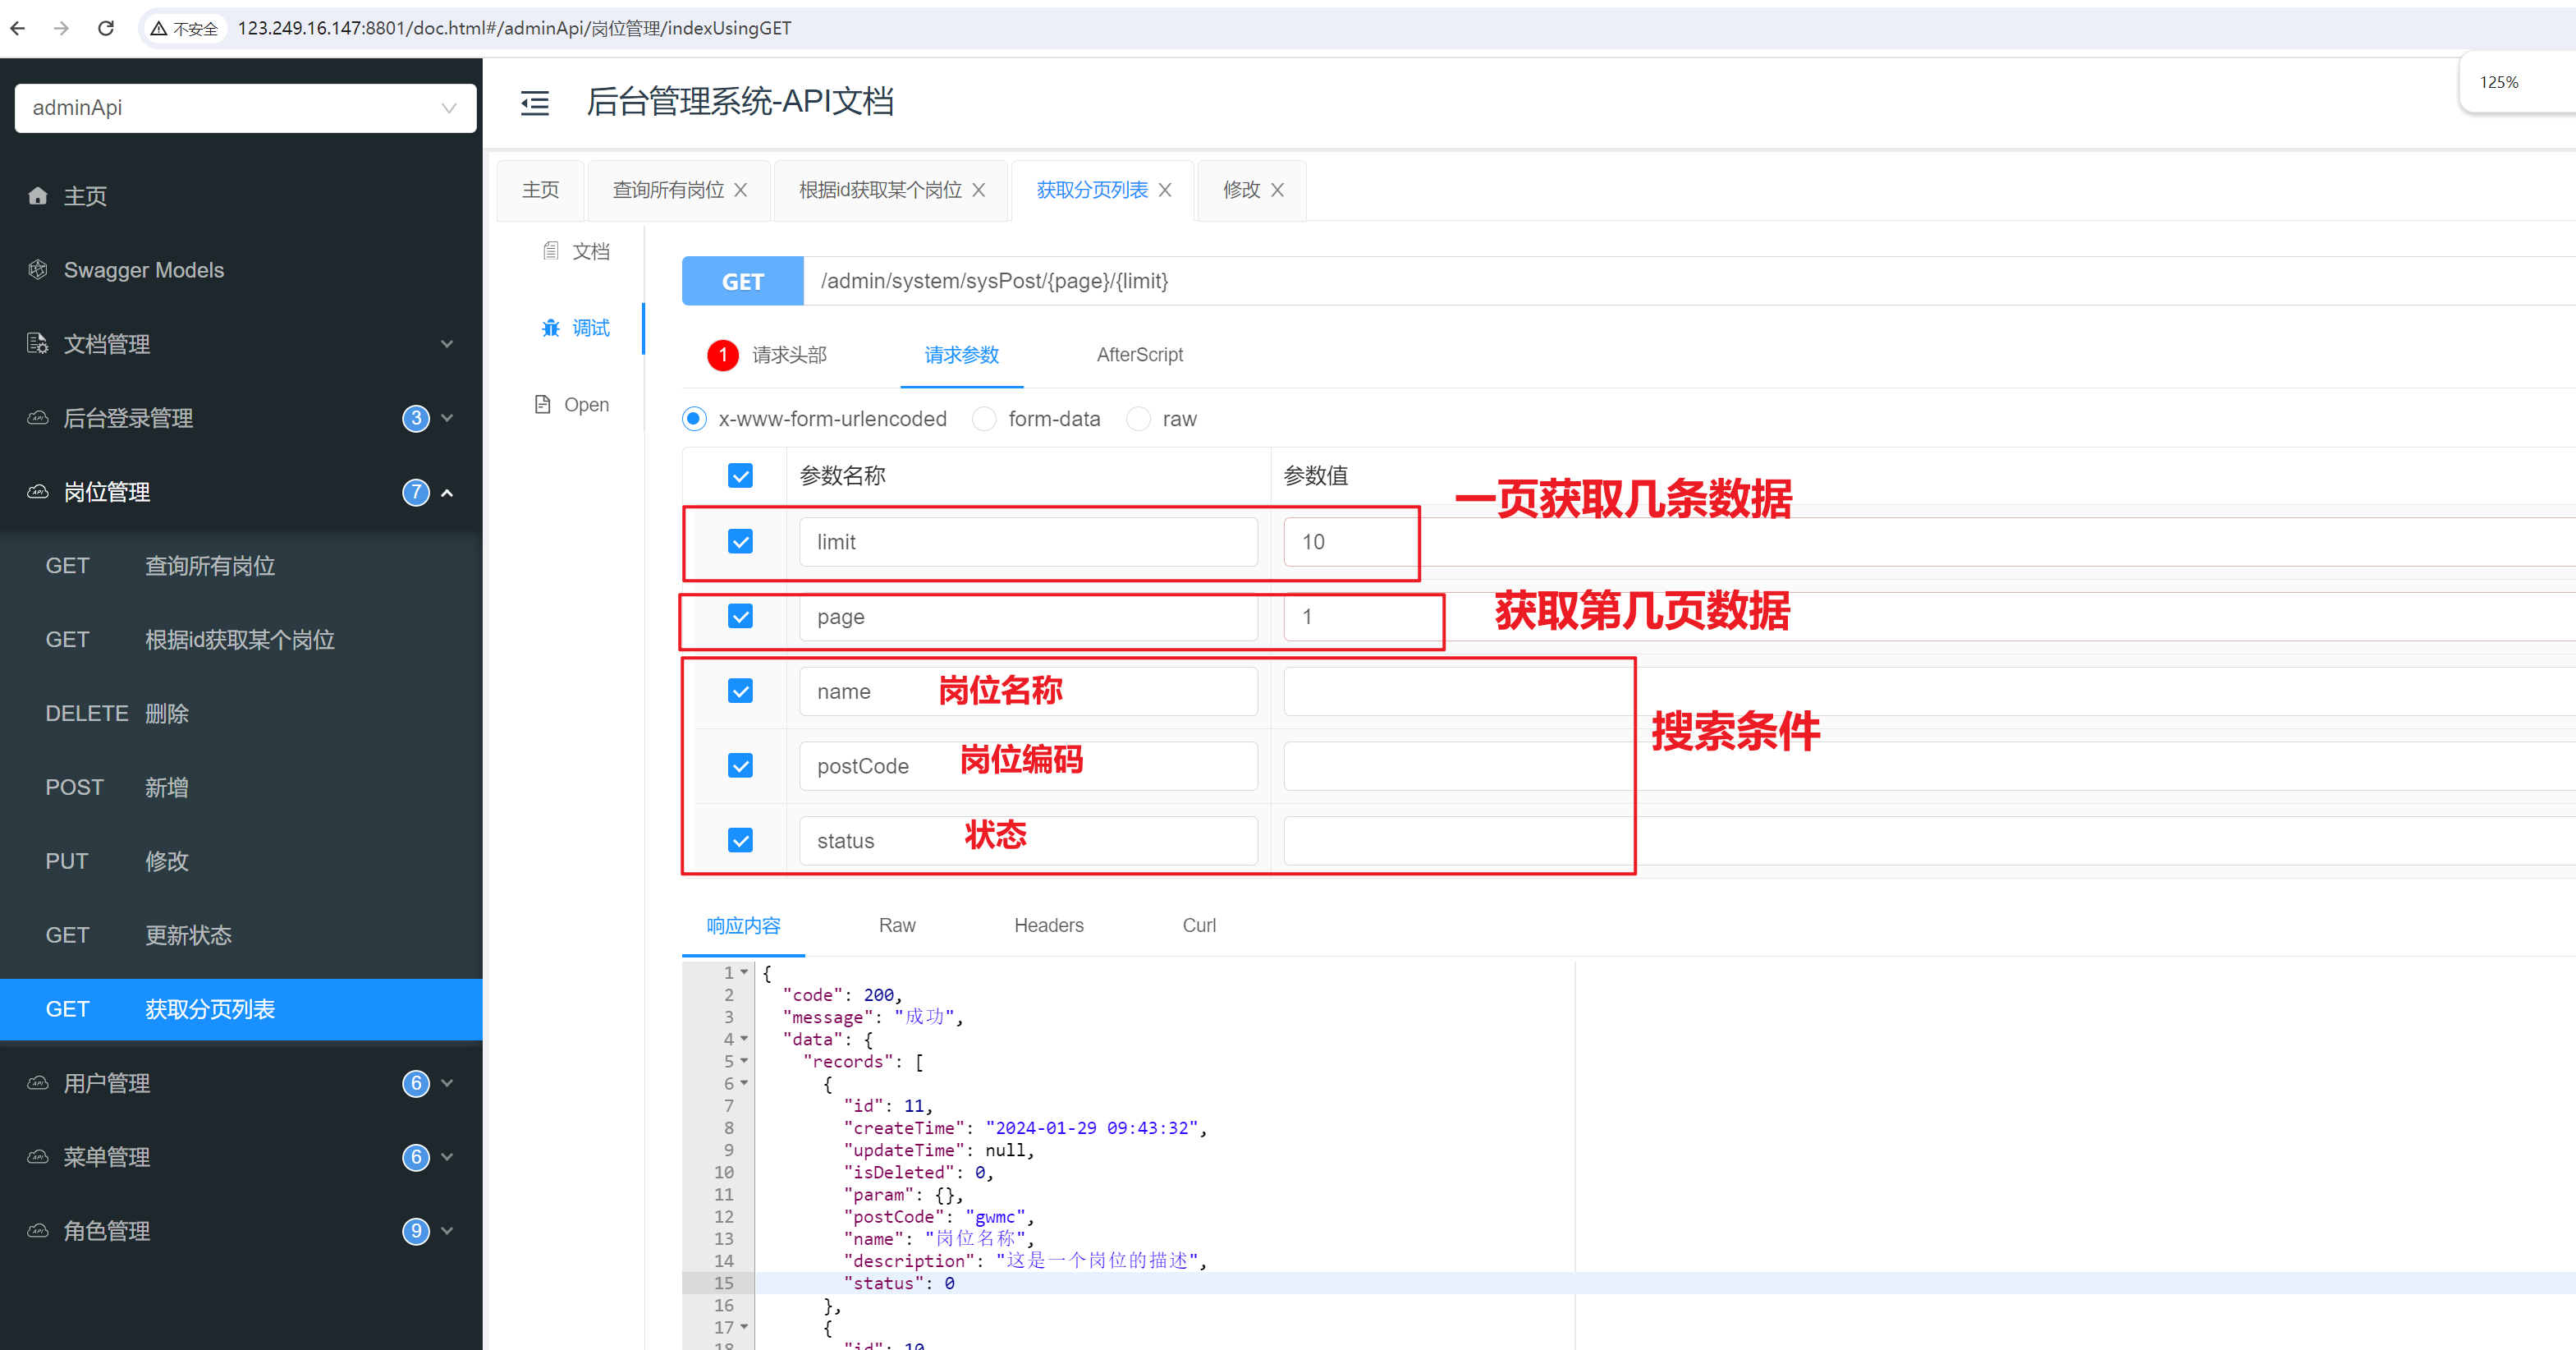 不安全 123.249.16.147:8801/doc.html#/adminApi/岗位管理/indexUsingGET
125%
adminApi
主页
Swagger Models
文档管理
后台登录管理 3
岗位管理 7
GET 查询所有岗位
GET 根据id获取某个岗位
DELETE 删除
POST 新增
PUT 修改
GET 更新状态
GET 获取分页列表
用户管理 6
菜单管理 6
角色管理 9
后台管理系统-API文档
主页 查询所有岗位 根据id获取某个岗位 获取分页列表 修改
文档
调试
Open
GET /admin/system/sysPost/{page}/{limit}
1 请求头部 请求参数 AfterScript
x-www-form-urlencoded form-data raw
参数名称 参数值
limit 10 一页获取几条数据
page 1 获取第几页数据
name 岗位名称
postCode 岗位编码
status 状态
搜索条件
响应内容 Raw Headers Curl
1 {
2 "code": 200,
3 "message": "成功",
4 "data": {
5 "records": [
6 {
7 "id": 11,
8 "createTime": "2024-01-29 09:43:32",
9 "updateTime": null,
10 "isDeleted": 0,
11 "param": {},
12 "postCode": "gwmc",
13 "name": "岗位名称",
14 "description": "这是一个岗位的描述",
15 "status": 0
16 },
17 {
18 "id": 10